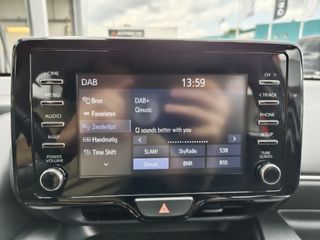 DAB
13:59
HOME
MENU
AUDIO
MAP
POWER
VOLUME
Bron
Favorieten
Zenderlijst
Handmatig
Time Shift
DAB+
Qmusic
Q sounds better with you
SLAM!
SkyRadio
538
Qmusic
BNR
R10
CH >
< TRACK
PHONE
SETUP
TUNE
SCROLL